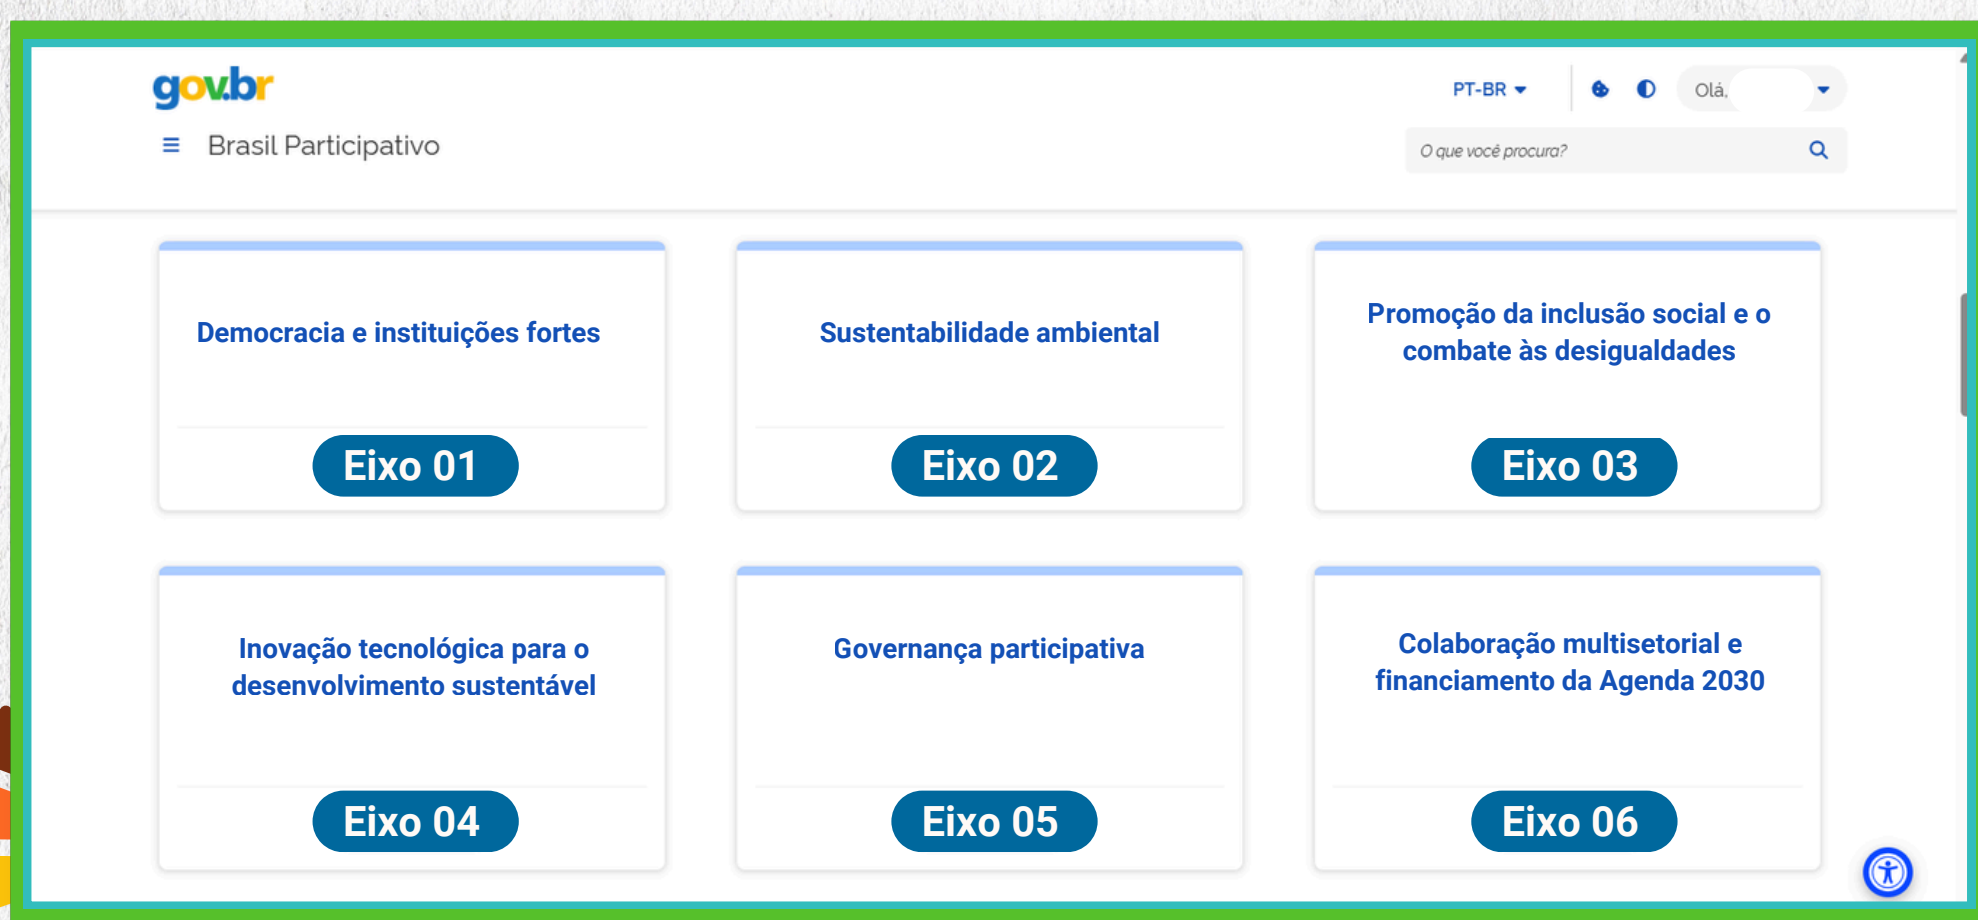 gov.br
PT-BR
Olá,
Brasil Participativo
O que você procura?
Democracia e instituições fortes
Eixo 01
Sustentabilidade ambiental
Eixo 02
Promoção da inclusão social e o
combate às desigualdades
Eixo 03
Inovação tecnológica para o
desenvolvimento sustentável
Eixo 04
Governança participativa
Eixo 05
Colaboração multisetorial e
financiamento da Agenda 2030
Eixo 06